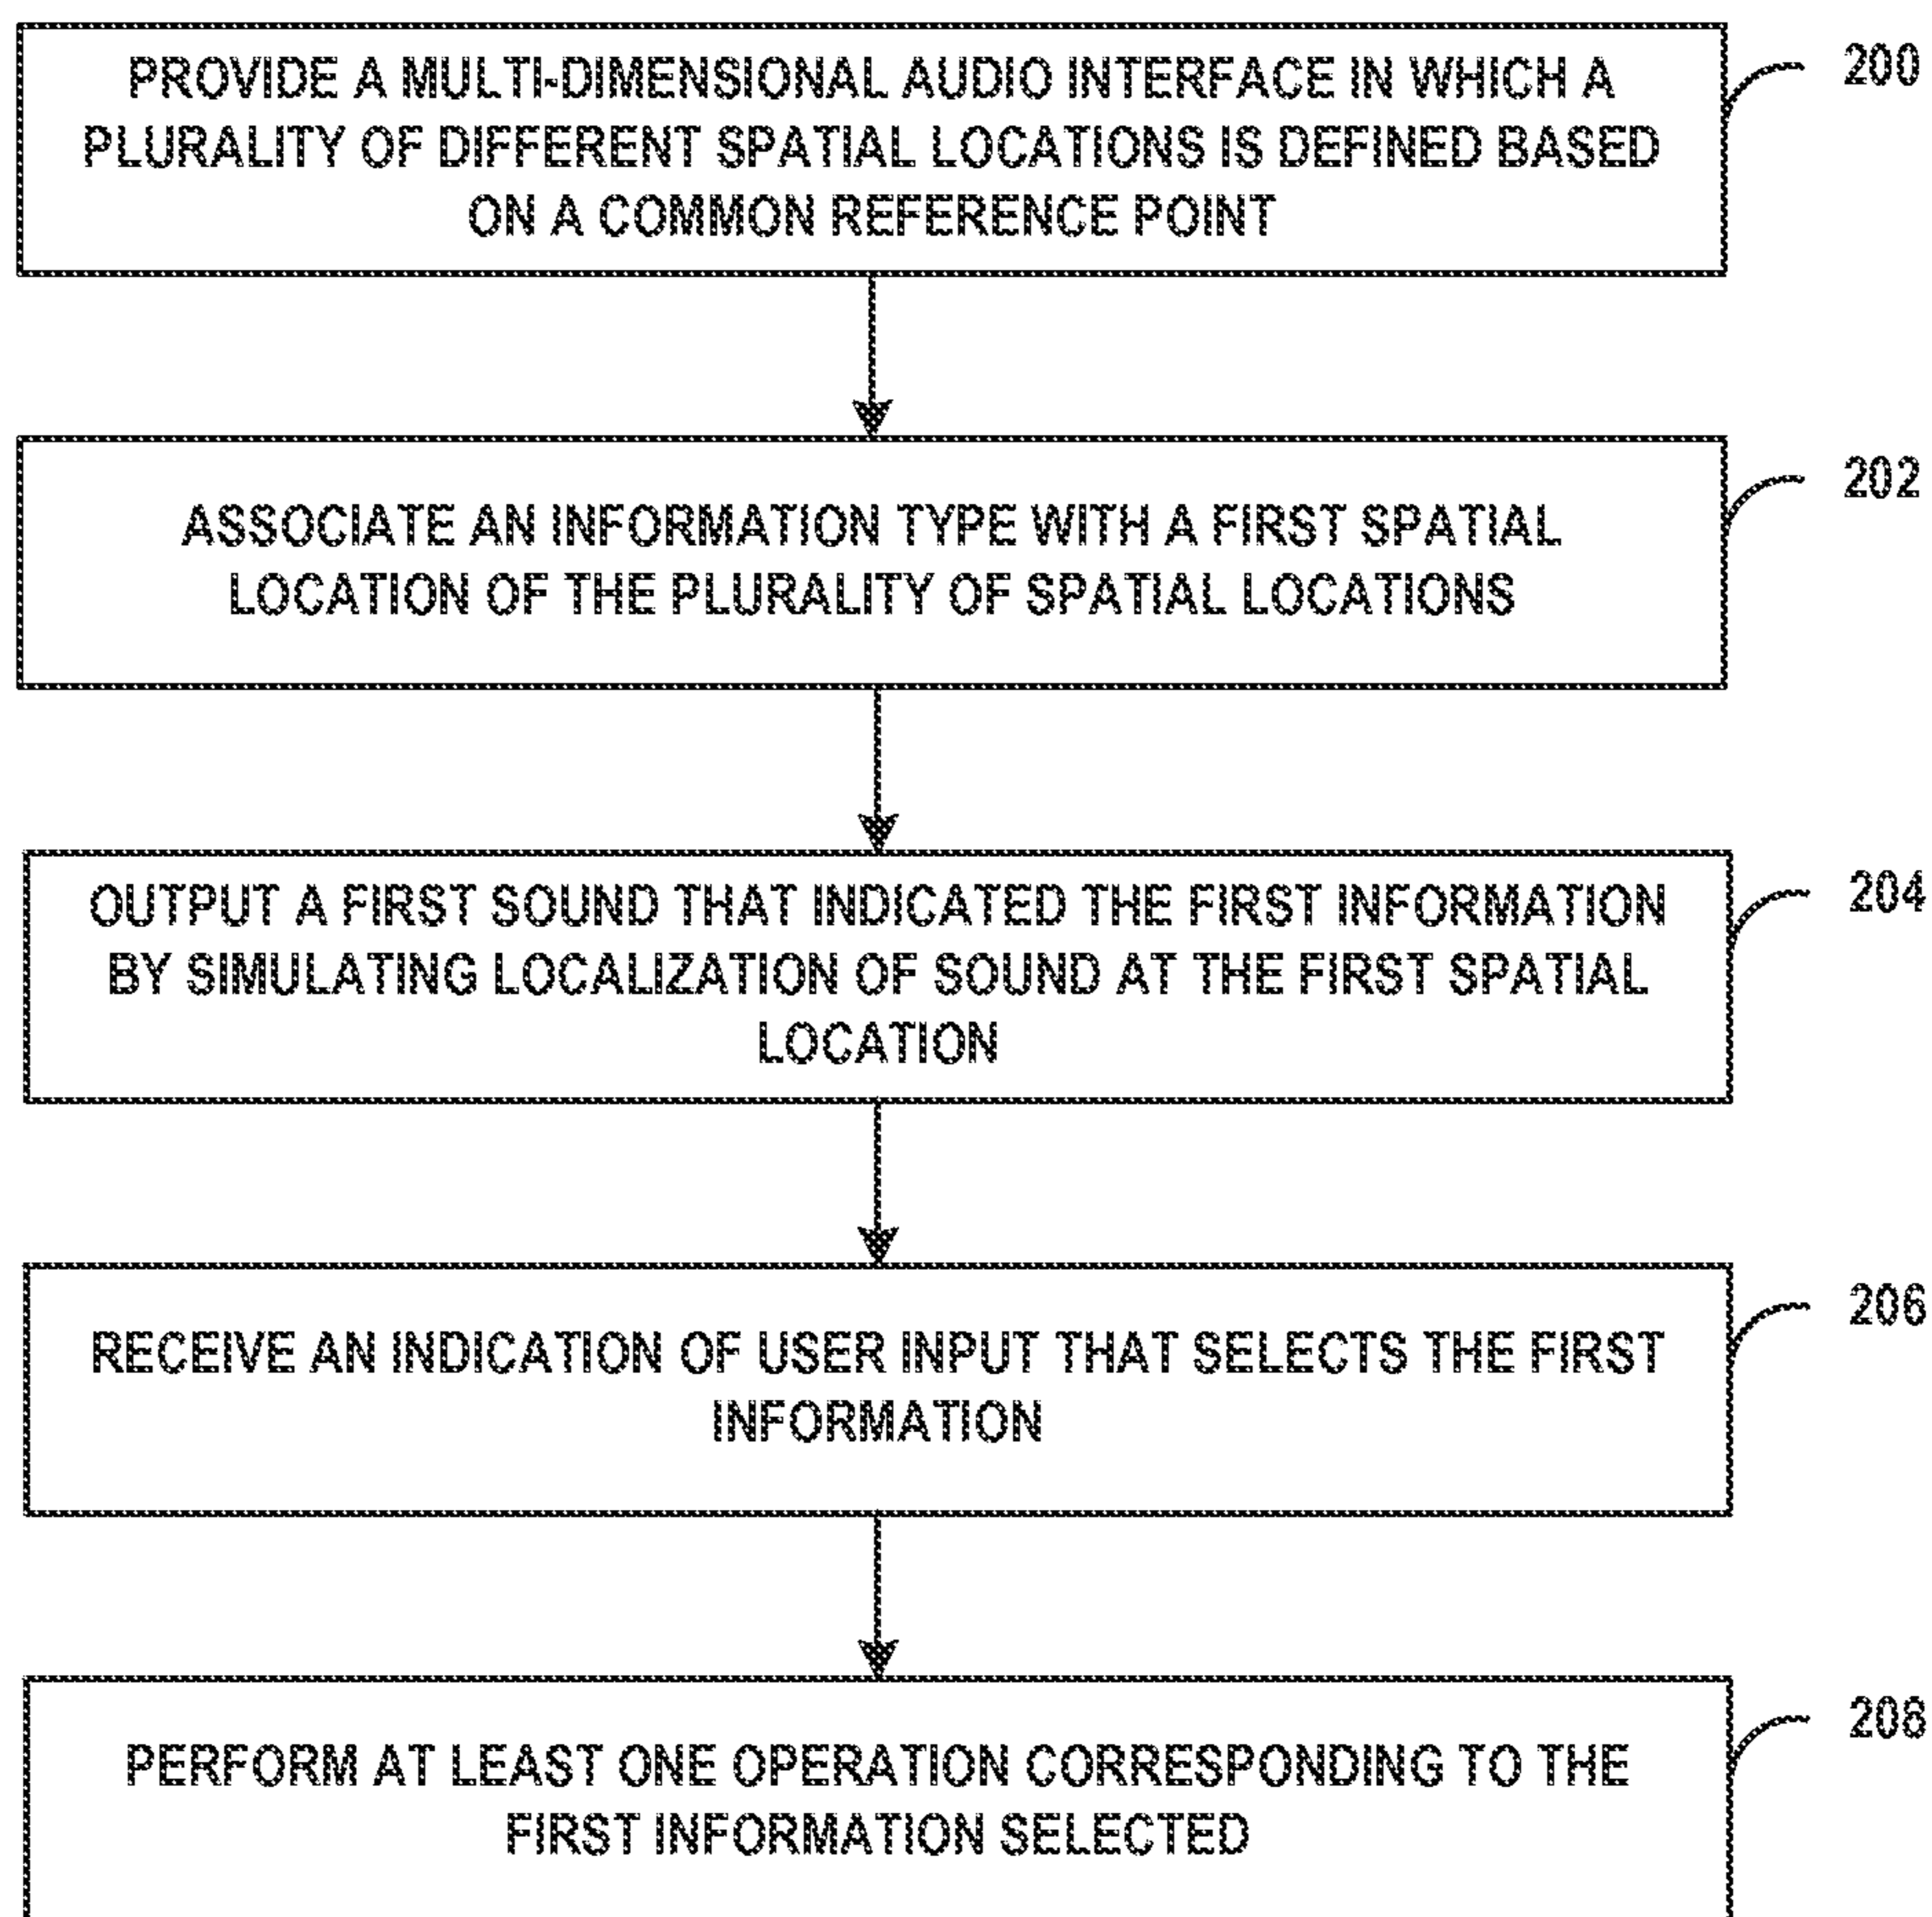 PROVIDE A MULTI-DIMENSIONAL AUDIO INTERFACE IN WHICH A
PLURALITY OF DIFFERENT SPATIAL LOCATIONS IS DEFINED BASED
ON A COMMON REFERENCE POINT
200
ASSOCIATE AN INFORMATION TYPE WITH A FIRST SPATIAL
LOCATION OF THE PLURALITY OF SPATIAL LOCATIONS
202
OUTPUT A FIRST SOUND THAT INDICATED THE FIRST INFORMATION
BY SIMULATING LOCALIZATION OF SOUND AT THE FIRST SPATIAL
LOCATION
204
RECEIVE AN INDICATION OF USER INPUT THAT SELECTS THE FIRST
INFORMATION
206
PERFORM AT LEAST ONE OPERATION CORRESPONDING TO THE
FIRST INFORMATION SELECTED
208